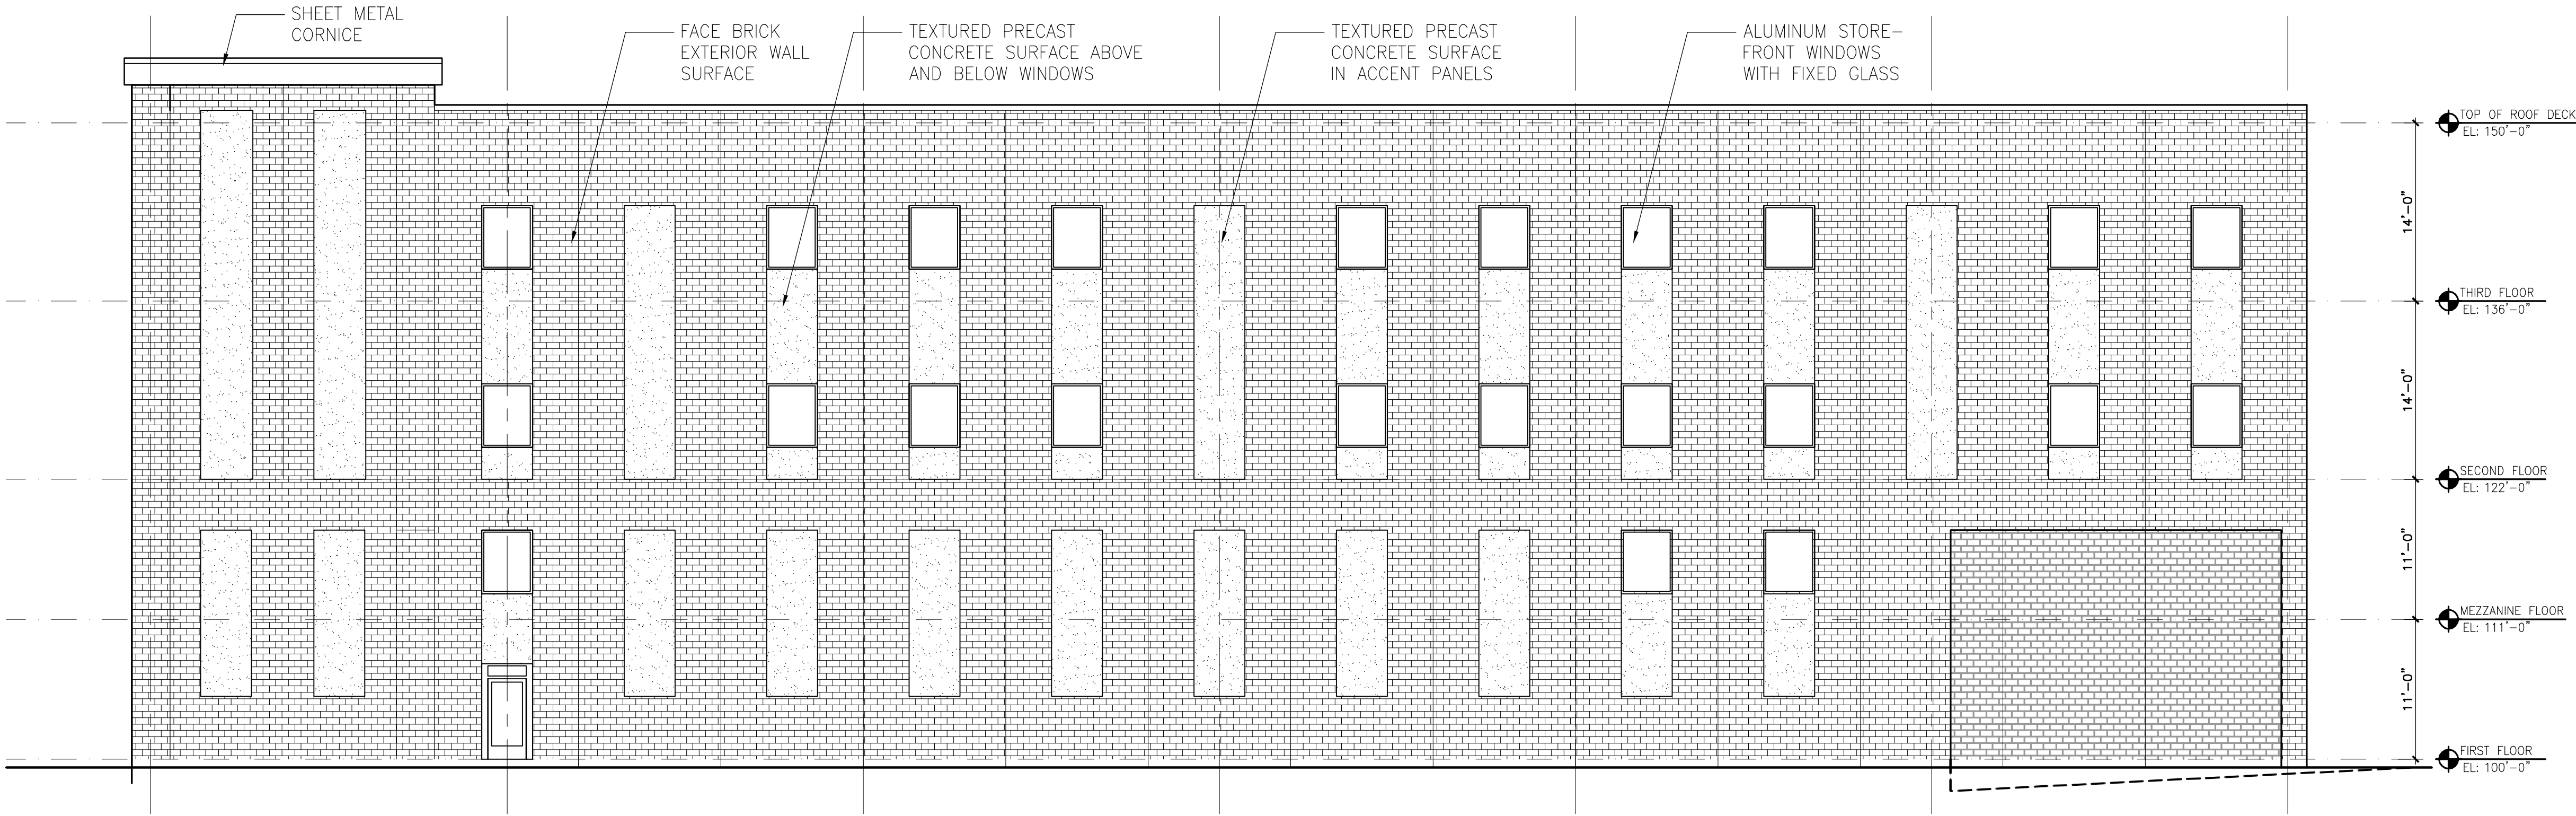 SHEET METAL
CORNICE
FACE BRICK
EXTERIOR WALL
SURFACE
TEXTURED PRECAST
CONCRETE SURFACE ABOVE
AND BELOW WINDOWS
TEXTURED PRECAST
CONCRETE SURFACE
IN ACCENT PANELS
ALUMINUM STORE-
FRONT WINDOWS
WITH FIXED GLASS
TOP OF ROOF DECK
EL: 150'-0"
14'-0"
THIRD FLOOR
EL: 136'-0"
14'-0"
SECOND FLOOR
EL: 122'-0"
11'-0"
MEZZANINE FLOOR
EL: 111'-0"
11'-0"
FIRST FLOOR
EL: 100'-0"